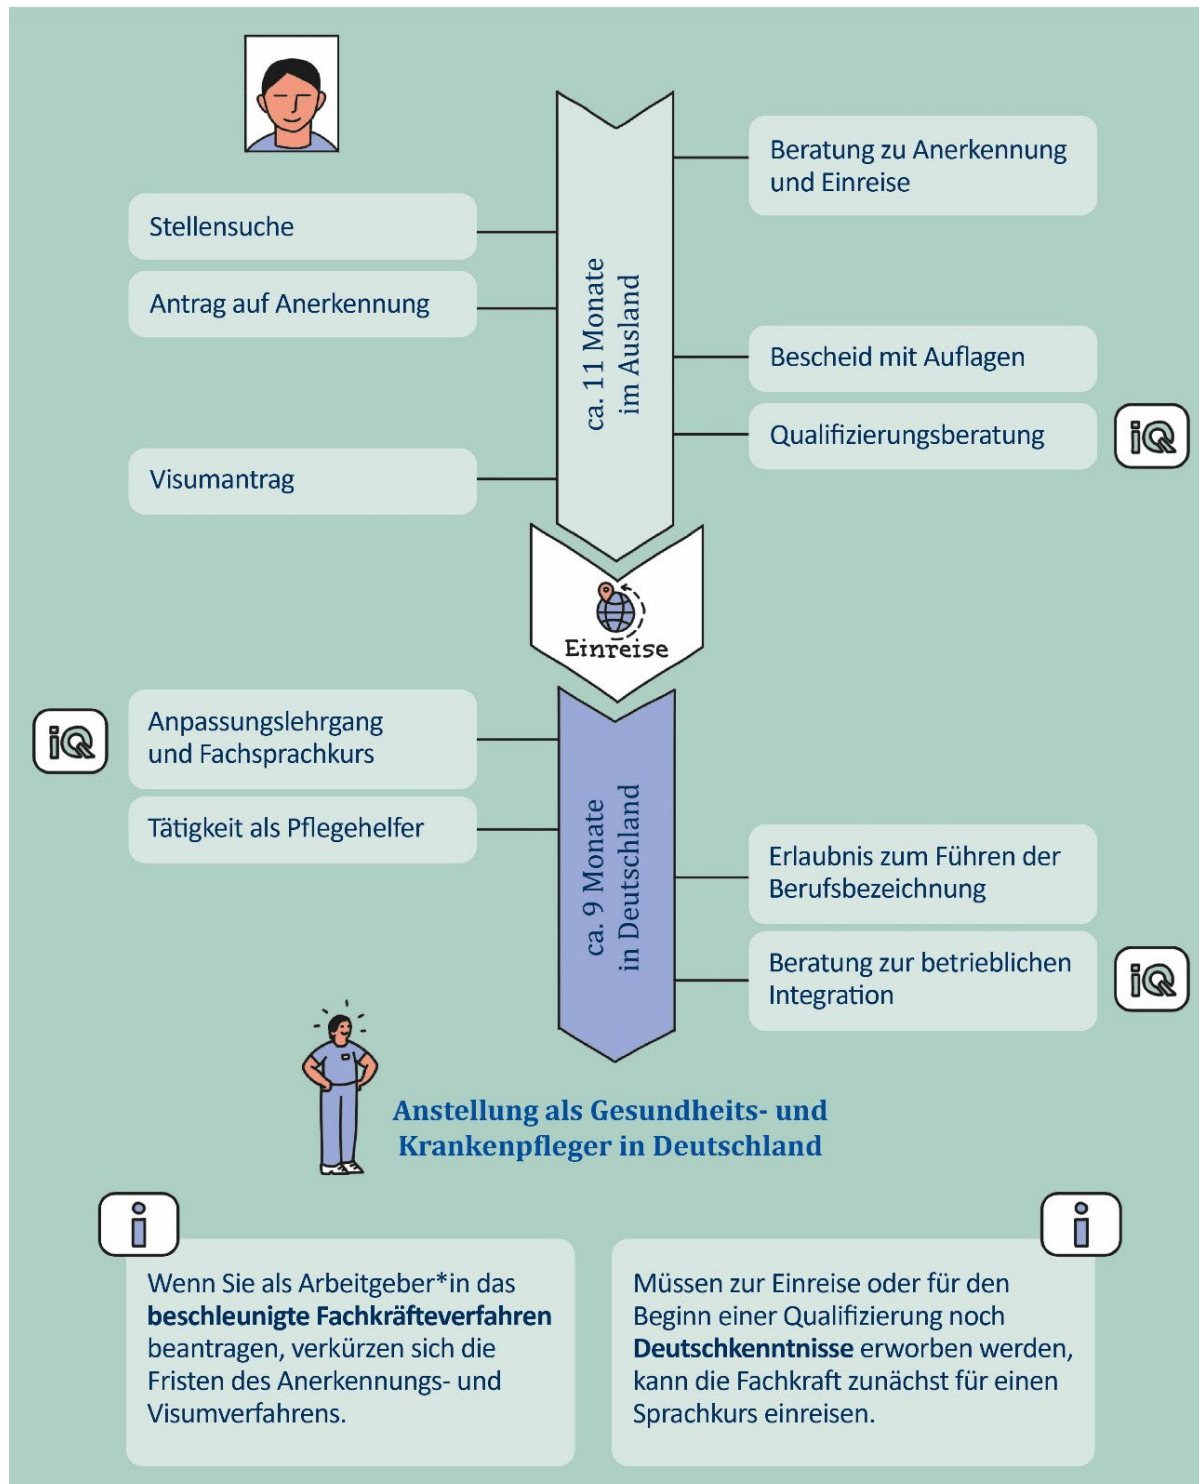 Beratung zu Anerkennung
und Einreise
Stellensuche
Antrag auf Anerkennung
ca. 11 Monate
im Ausland
Bescheid mit Auflagen
Qualifizierungsberatung
iQ
Visumantrag
Einreise
iQ
Anpassungslehrgang
und Fachsprachkurs
Tätigkeit als Pflegehelfer
ca. 9 Monate
in Deutschland
Erlaubnis zum Führen der
Berufsbezeichnung
Beratung zur betrieblichen
Integration
iQ
Anstellung als Gesundheits- und
Krankenpfleger in Deutschland
i
Wenn Sie als Arbeitgeber*in das
beschleunigte Fachkräfteverfahren
beantragen, verkürzen sich die
Fristen des Anerkennungs- und
Visumverfahrens.
i
Müssen zur Einreise oder für den
Beginn einer Qualifizierung noch
Deutschkenntnisse erworben werden,
kann die Fachkraft zunächst für einen
Sprachkurs einreisen.